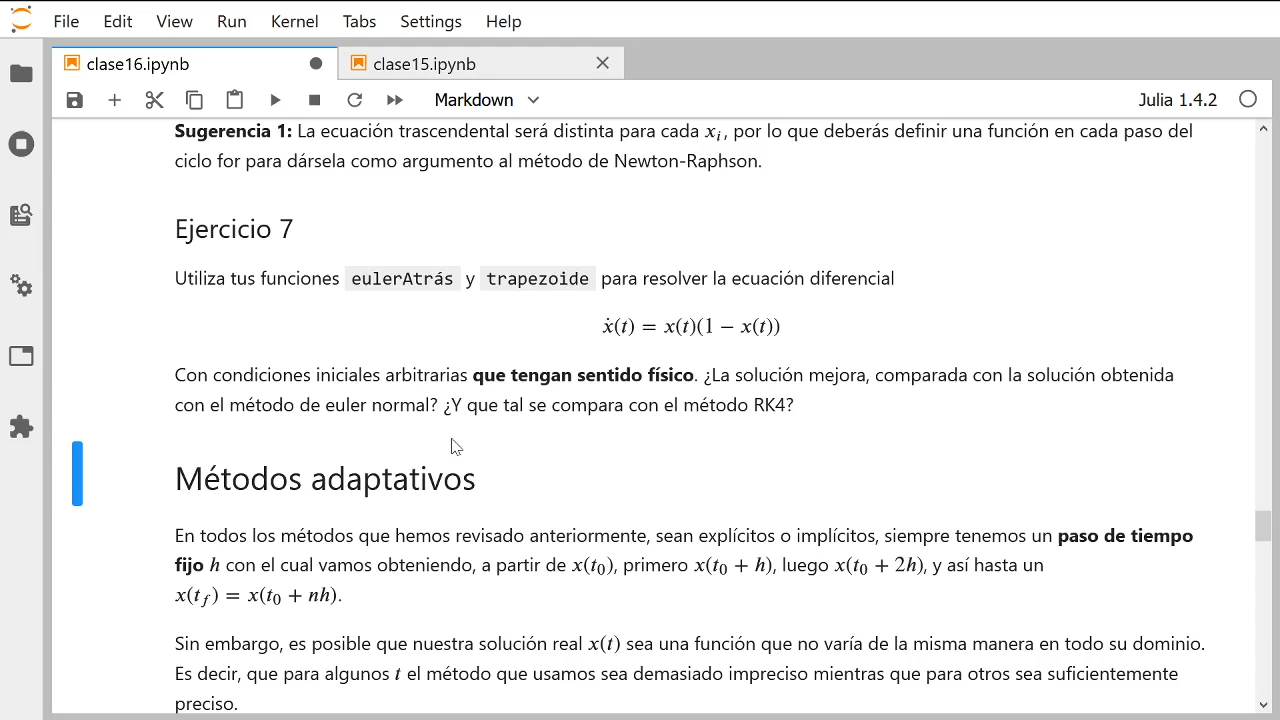 File Edit View Run Kernel Tabs Settings Help
clase16.ipynb
clase15.ipynb
Markdown
Julia 1.4.2
Sugerencia 1: La ecuación trascendental será distinta para cada xᵢ, por lo que deberás definir una función en cada paso del
ciclo for para dársela como argumento al método de Newton-Raphson.
Ejercicio 7
Utiliza tus funciones eulerAtrás y trapezoide para resolver la ecuación diferencial
ẋ(t) = x(t)(1 − x(t))
Con condiciones iniciales arbitrarias que tengan sentido físico. ¿La solución mejora, comparada con la solución obtenida
con el método de euler normal? ¿Y que tal se compara con el método RK4?
Métodos adaptativos
En todos los métodos que hemos revisado anteriormente, sean explícitos o implícitos, siempre tenemos un paso de tiempo
fijo h con el cual vamos obteniendo, a partir de x(t₀), primero x(t₀ + h), luego x(t₀ + 2h), y así hasta un
x(t_f) = x(t₀ + nh).
Sin embargo, es posible que nuestra solución real x(t) sea una función que no varía de la misma manera en todo su dominio.
Es decir, que para algunos t el método que usamos sea demasiado impreciso mientras que para otros sea suficientemente
preciso.